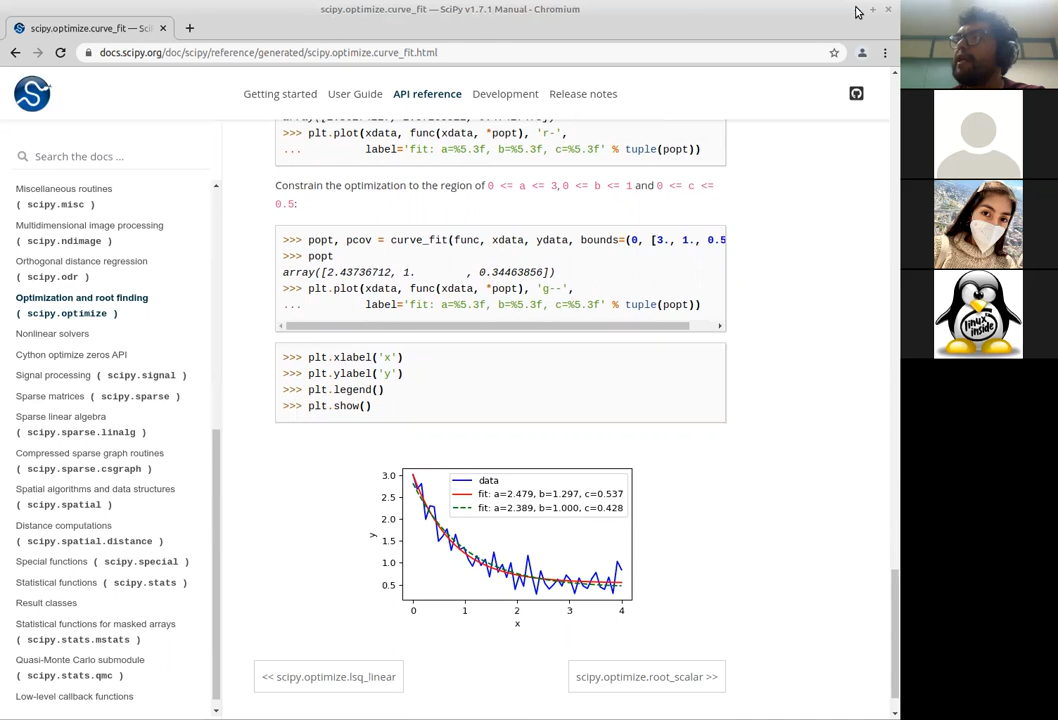 scipy.optimize.curve_fit — SciPy v1.7.1 Manual - Chromium
scipy.optimize.curve_fit — SciPy
docs.scipy.org/doc/scipy/reference/generated/scipy.optimize.curve_fit.html
Getting started User Guide API reference Development Release notes
Search the docs ...
Miscellaneous routines
( scipy.misc )
Multidimensional image processing
( scipy.ndimage )
Orthogonal distance regression
( scipy.odr )
Optimization and root finding
( scipy.optimize )
Nonlinear solvers
Cython optimize zeros API
Signal processing ( scipy.signal )
Sparse matrices ( scipy.sparse )
Sparse linear algebra
( scipy.sparse.linalg )
Compressed sparse graph routines
( scipy.sparse.csgraph )
Spatial algorithms and data structures
( scipy.spatial )
Distance computations
( scipy.spatial.distance )
Special functions ( scipy.special )
Statistical functions ( scipy.stats )
Result classes
Statistical functions for masked arrays
( scipy.stats.mstats )
Quasi-Monte Carlo submodule
( scipy.stats.qmc )
Low-level callback functions
>>> plt.plot(xdata, func(xdata, *popt), 'r-',
... label='fit: a=%5.3f, b=%5.3f, c=%5.3f' % tuple(popt))
Constrain the optimization to the region of 0 <= a <= 3, 0 <= b <= 1 and 0 <= c <=
0.5:
>>> popt, pcov = curve_fit(func, xdata, ydata, bounds=(0, [3., 1., 0.5
>>> popt
array([2.43736712, 1. , 0.34463856])
>>> plt.plot(xdata, func(xdata, *popt), 'g--',
... label='fit: a=%5.3f, b=%5.3f, c=%5.3f' % tuple(popt))
>>> plt.xlabel('x')
>>> plt.ylabel('y')
>>> plt.legend()
>>> plt.show()
data
fit: a=2.479, b=1.297, c=0.537
fit: a=2.389, b=1.000, c=0.428
3.0
2.5
2.0
1.5
1.0
0.5
y
0 1 2 3 4
x
<< scipy.optimize.lsq_linear
scipy.optimize.root_scalar >>
linux
inside